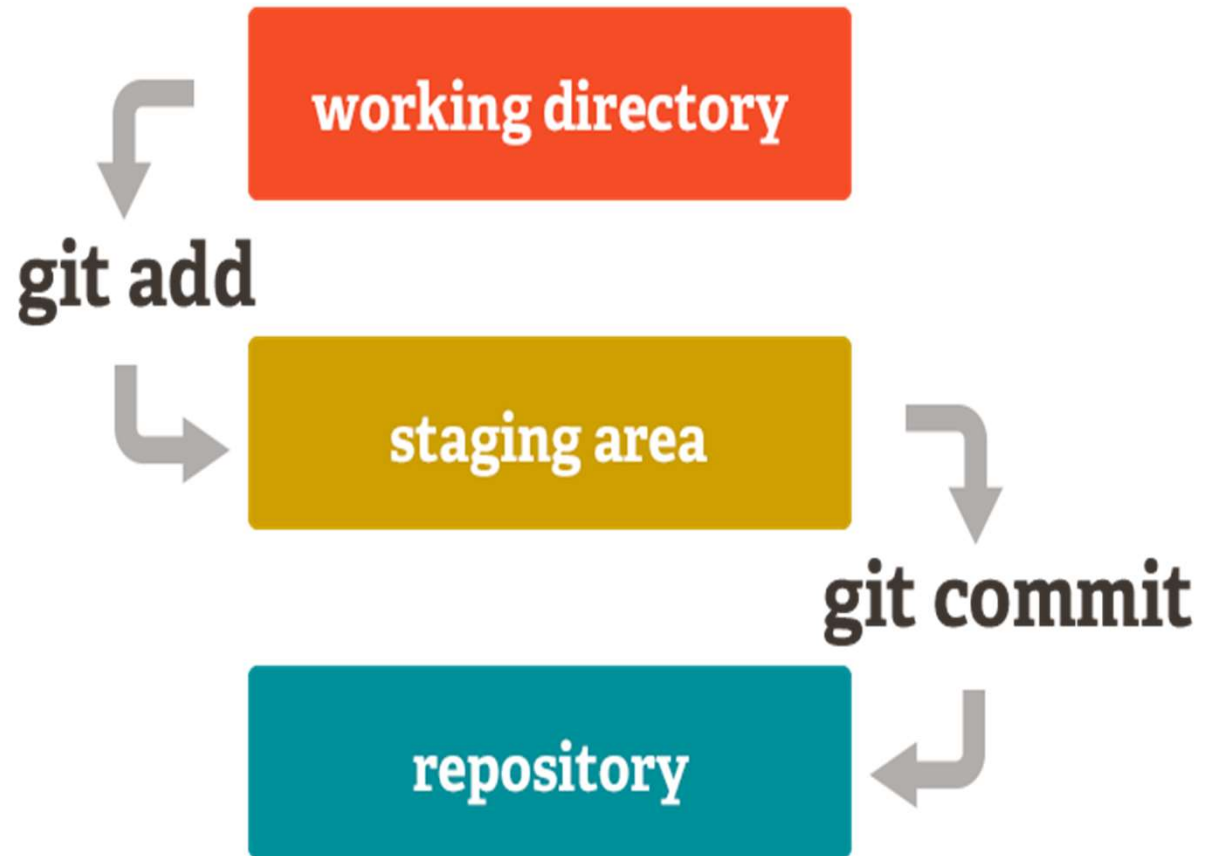 working directory
git add
staging area
git commit
repository